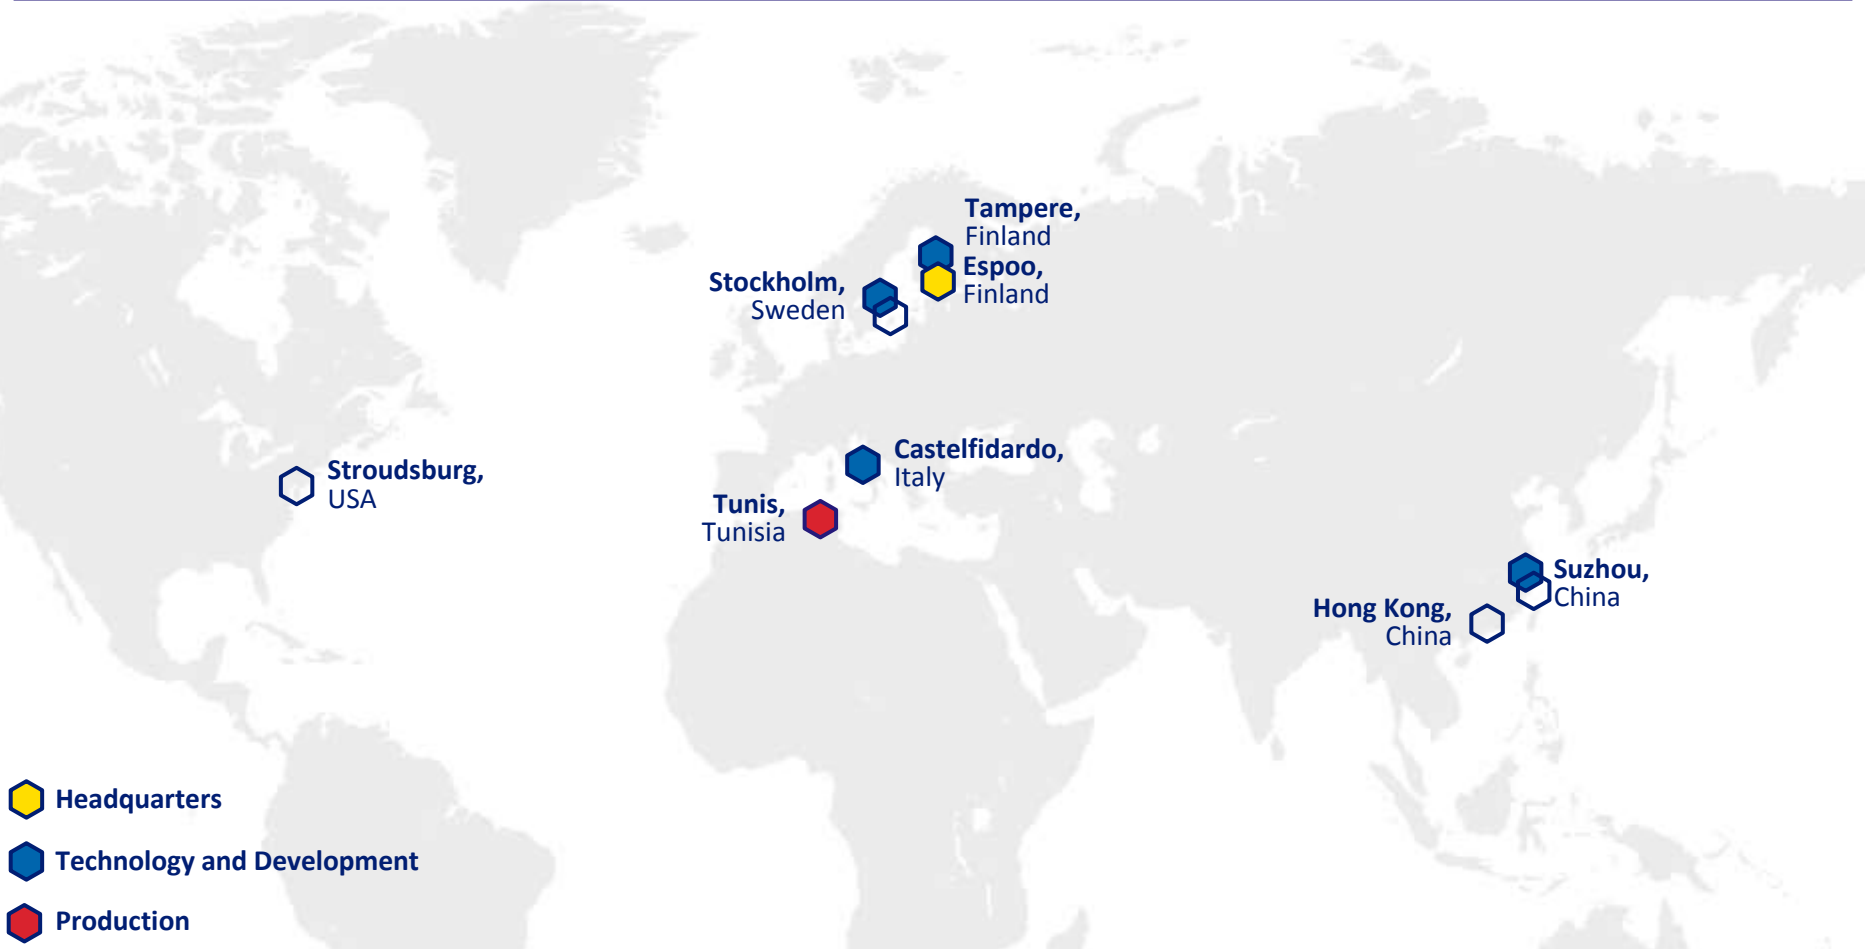 Tampere,
Finland
Espoo,
Finland
Stockholm,
Sweden
Castelfidardo,
Italy
Stroudsburg,
USA
Tunis,
Tunisia
Suzhou,
China
Hong Kong,
China
Headquarters
Technology and Development
Production